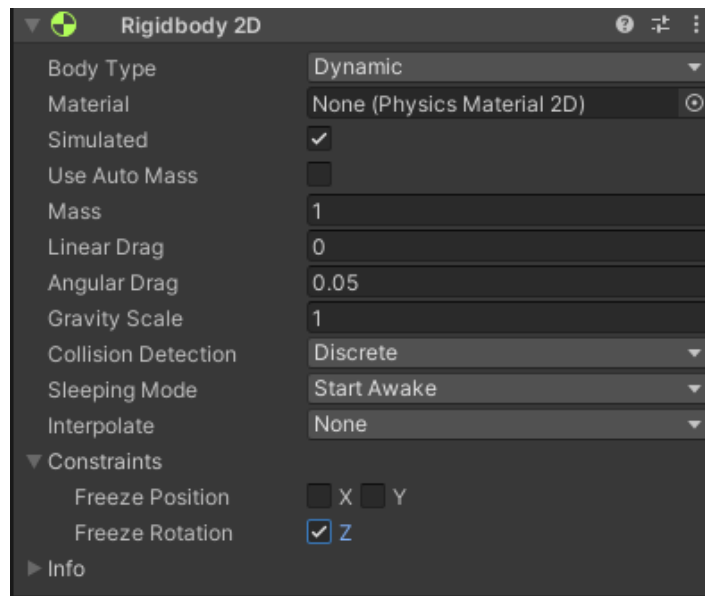 Rigidbody 2D
Body Type Dynamic
Material None (Physics Material 2D)
Simulated
Use Auto Mass
Mass 1
Linear Drag 0
Angular Drag 0.05
Gravity Scale 1
Collision Detection Discrete
Sleeping Mode Start Awake
Interpolate None
Constraints
Freeze Position X Y
Freeze Rotation Z
Info